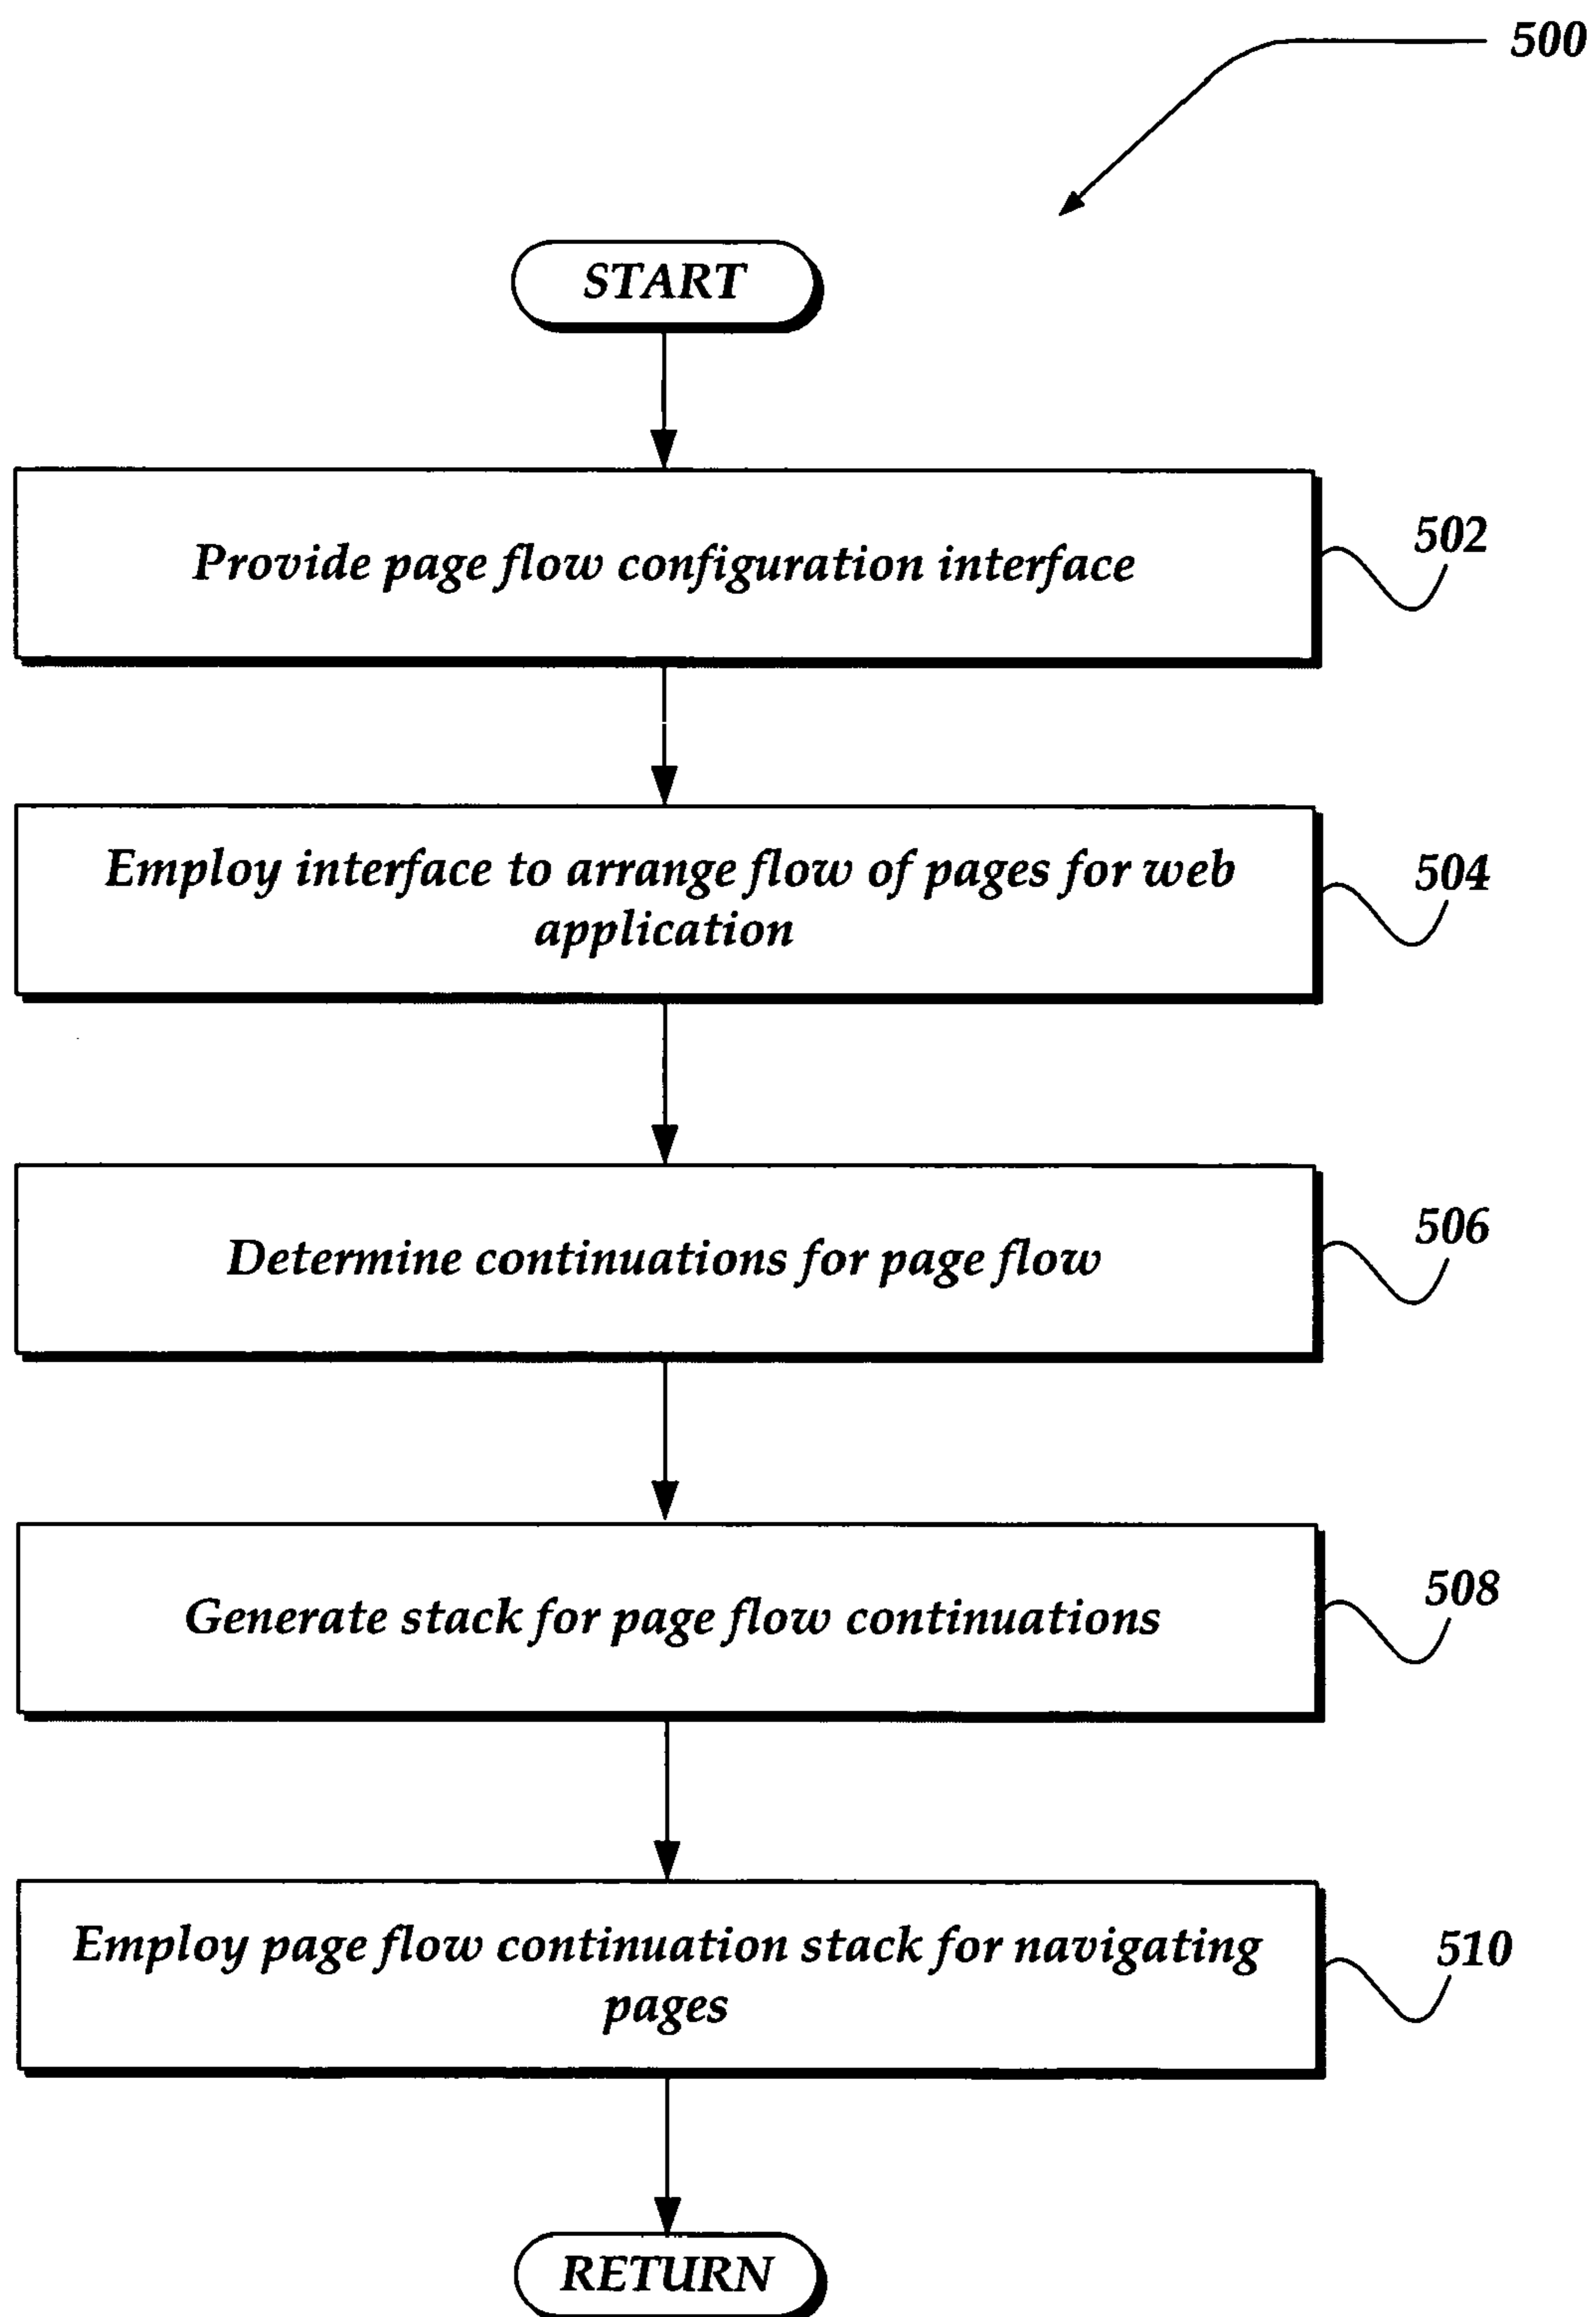 500
START
Provide page flow configuration interface
502
Employ interface to arrange flow of pages for web
application
504
Determine continuations for page flow
506
Generate stack for page flow continuations
508
Employ page flow continuation stack for navigating
pages
510
RETURN